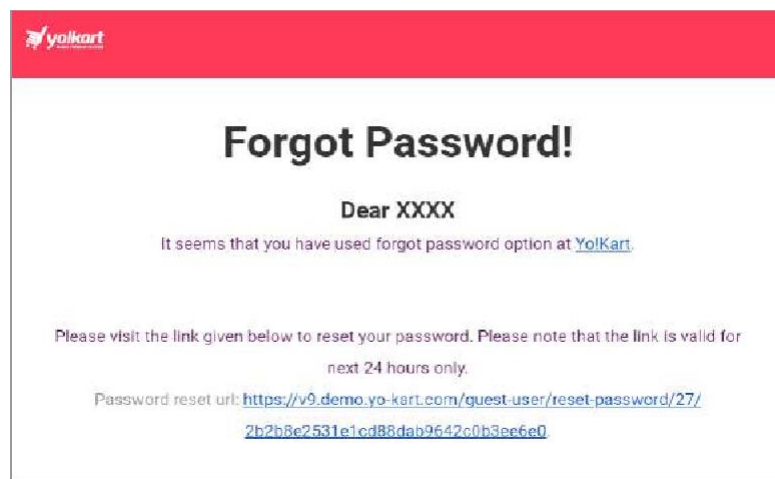 yo!kart
Forgot Password!
Dear XXXX
It seems that you have used forgot password option at Yo!Kart.
Please visit the link given below to reset your password. Please note that the link is valid for
next 24 hours only.
Password reset url: https://v9.demo.yo-kart.com/guest-user/reset-password/27/
2b2b8e2531e1cd88dab9642c0b3ee6e0.